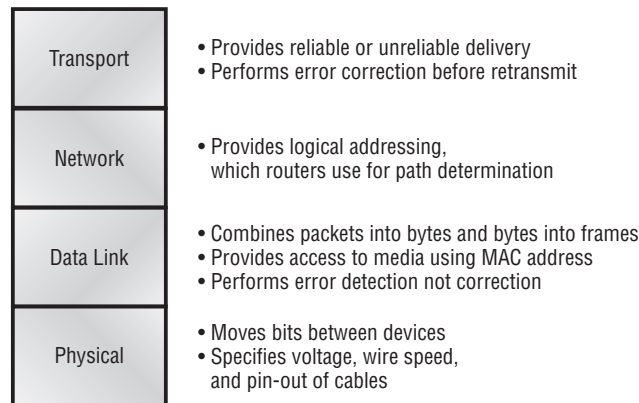 Transport
• Provides reliable or unreliable delivery
• Performs error correction before retransmit
Network
• Provides logical addressing,
which routers use for path determination
Data Link
• Combines packets into bytes and bytes into frames
• Provides access to media using MAC address
• Performs error detection not correction
Physical
• Moves bits between devices
• Specifies voltage, wire speed,
and pin-out of cables